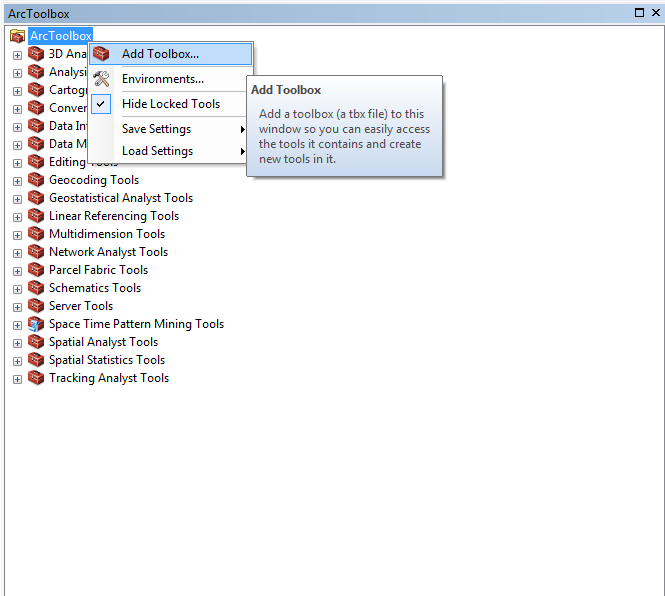 ArcToolbox
ArcToolbox
3D Ana
Add Toolbox...
Analysi
Environments...
Add Toolbox
Cartog
Add a toolbox (a tbx file) to this
window so you can easily access
the tools it contains and create
new tools in it.
Conver
Hide Locked Tools
Data In
Save Settings
Data M
Load Settings
Editing Tools
Geocoding Tools
Geostatistical Analyst Tools
Linear Referencing Tools
Multidimension Tools
Network Analyst Tools
Parcel Fabric Tools
Schematics Tools
Server Tools
Space Time Pattern Mining Tools
Spatial Analyst Tools
Spatial Statistics Tools
Tracking Analyst Tools